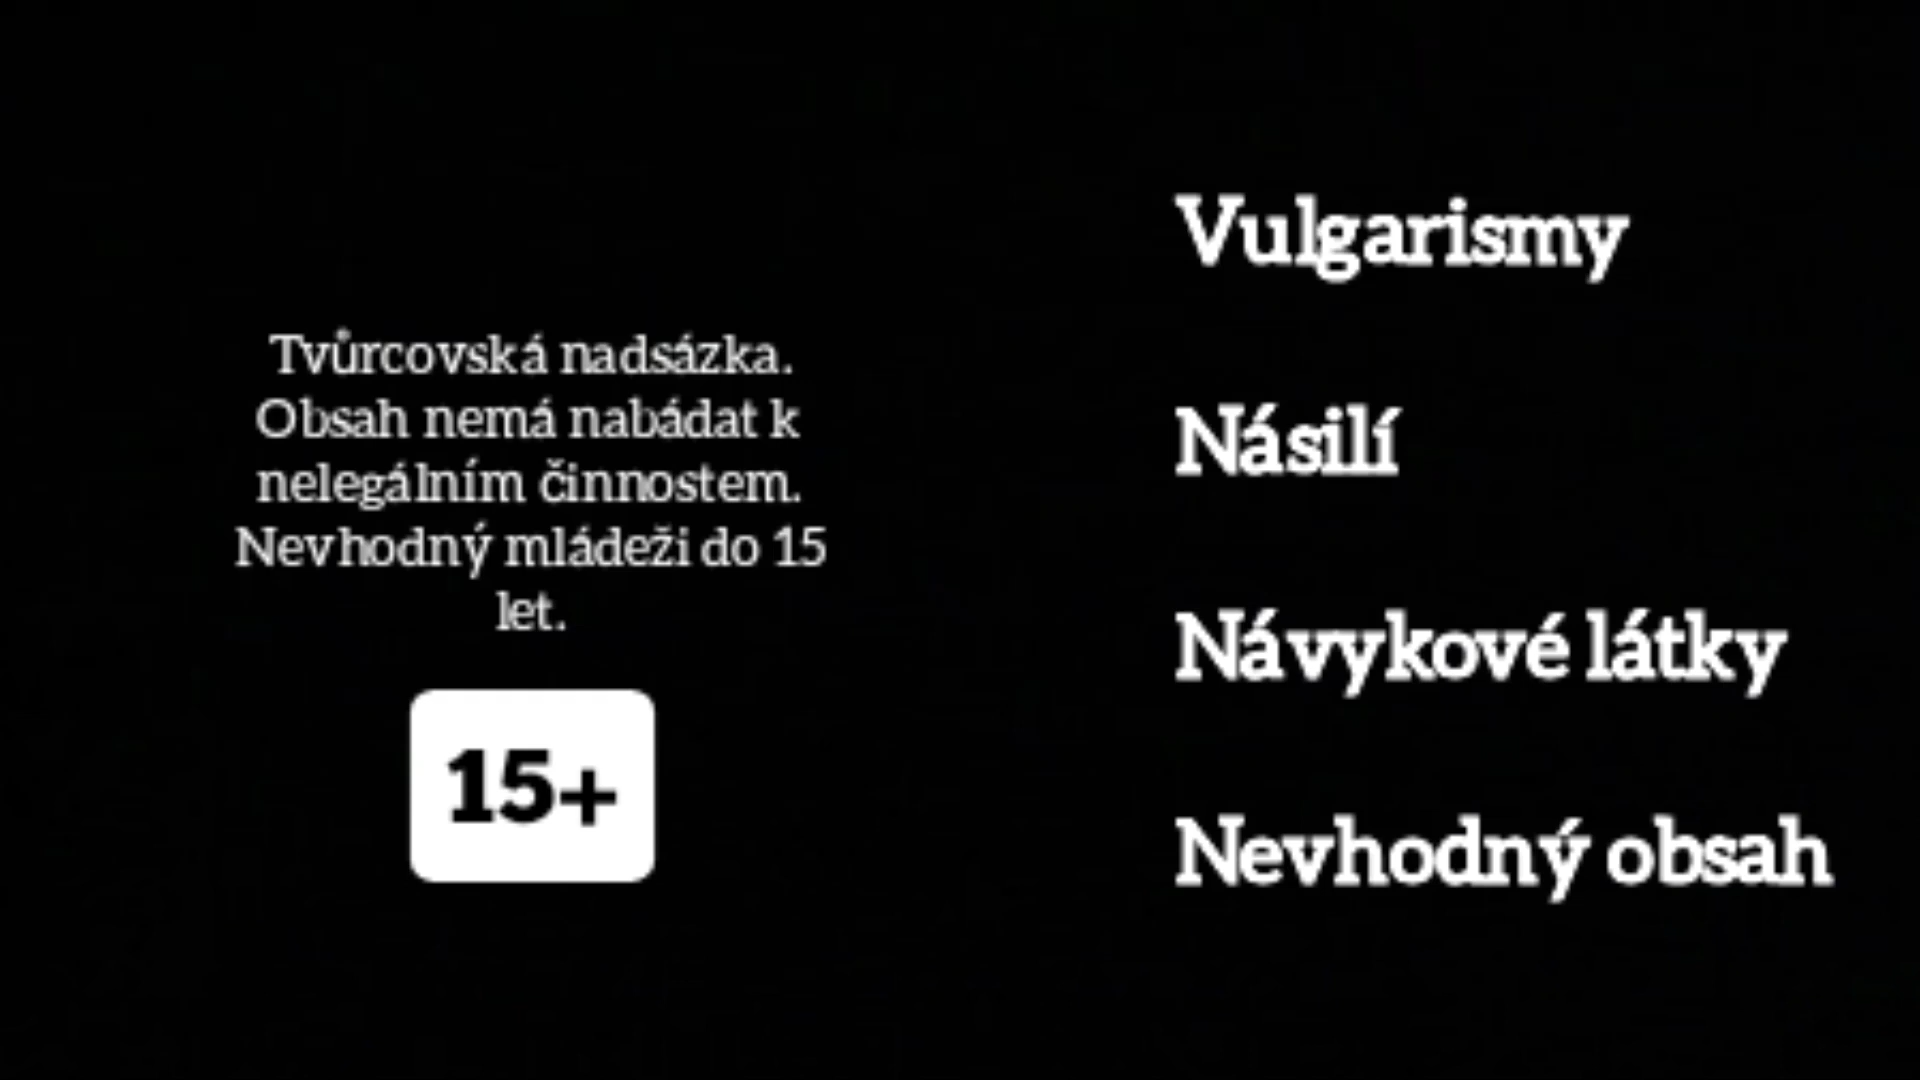 Tvůrcovská nadsázka.
Obsah nemá nabádat k
nelegálním činnostem.
Nevhodný mládeži do 15
let.
15+
Vulgarismy
Násilí
Návykové látky
Nevhodný obsah